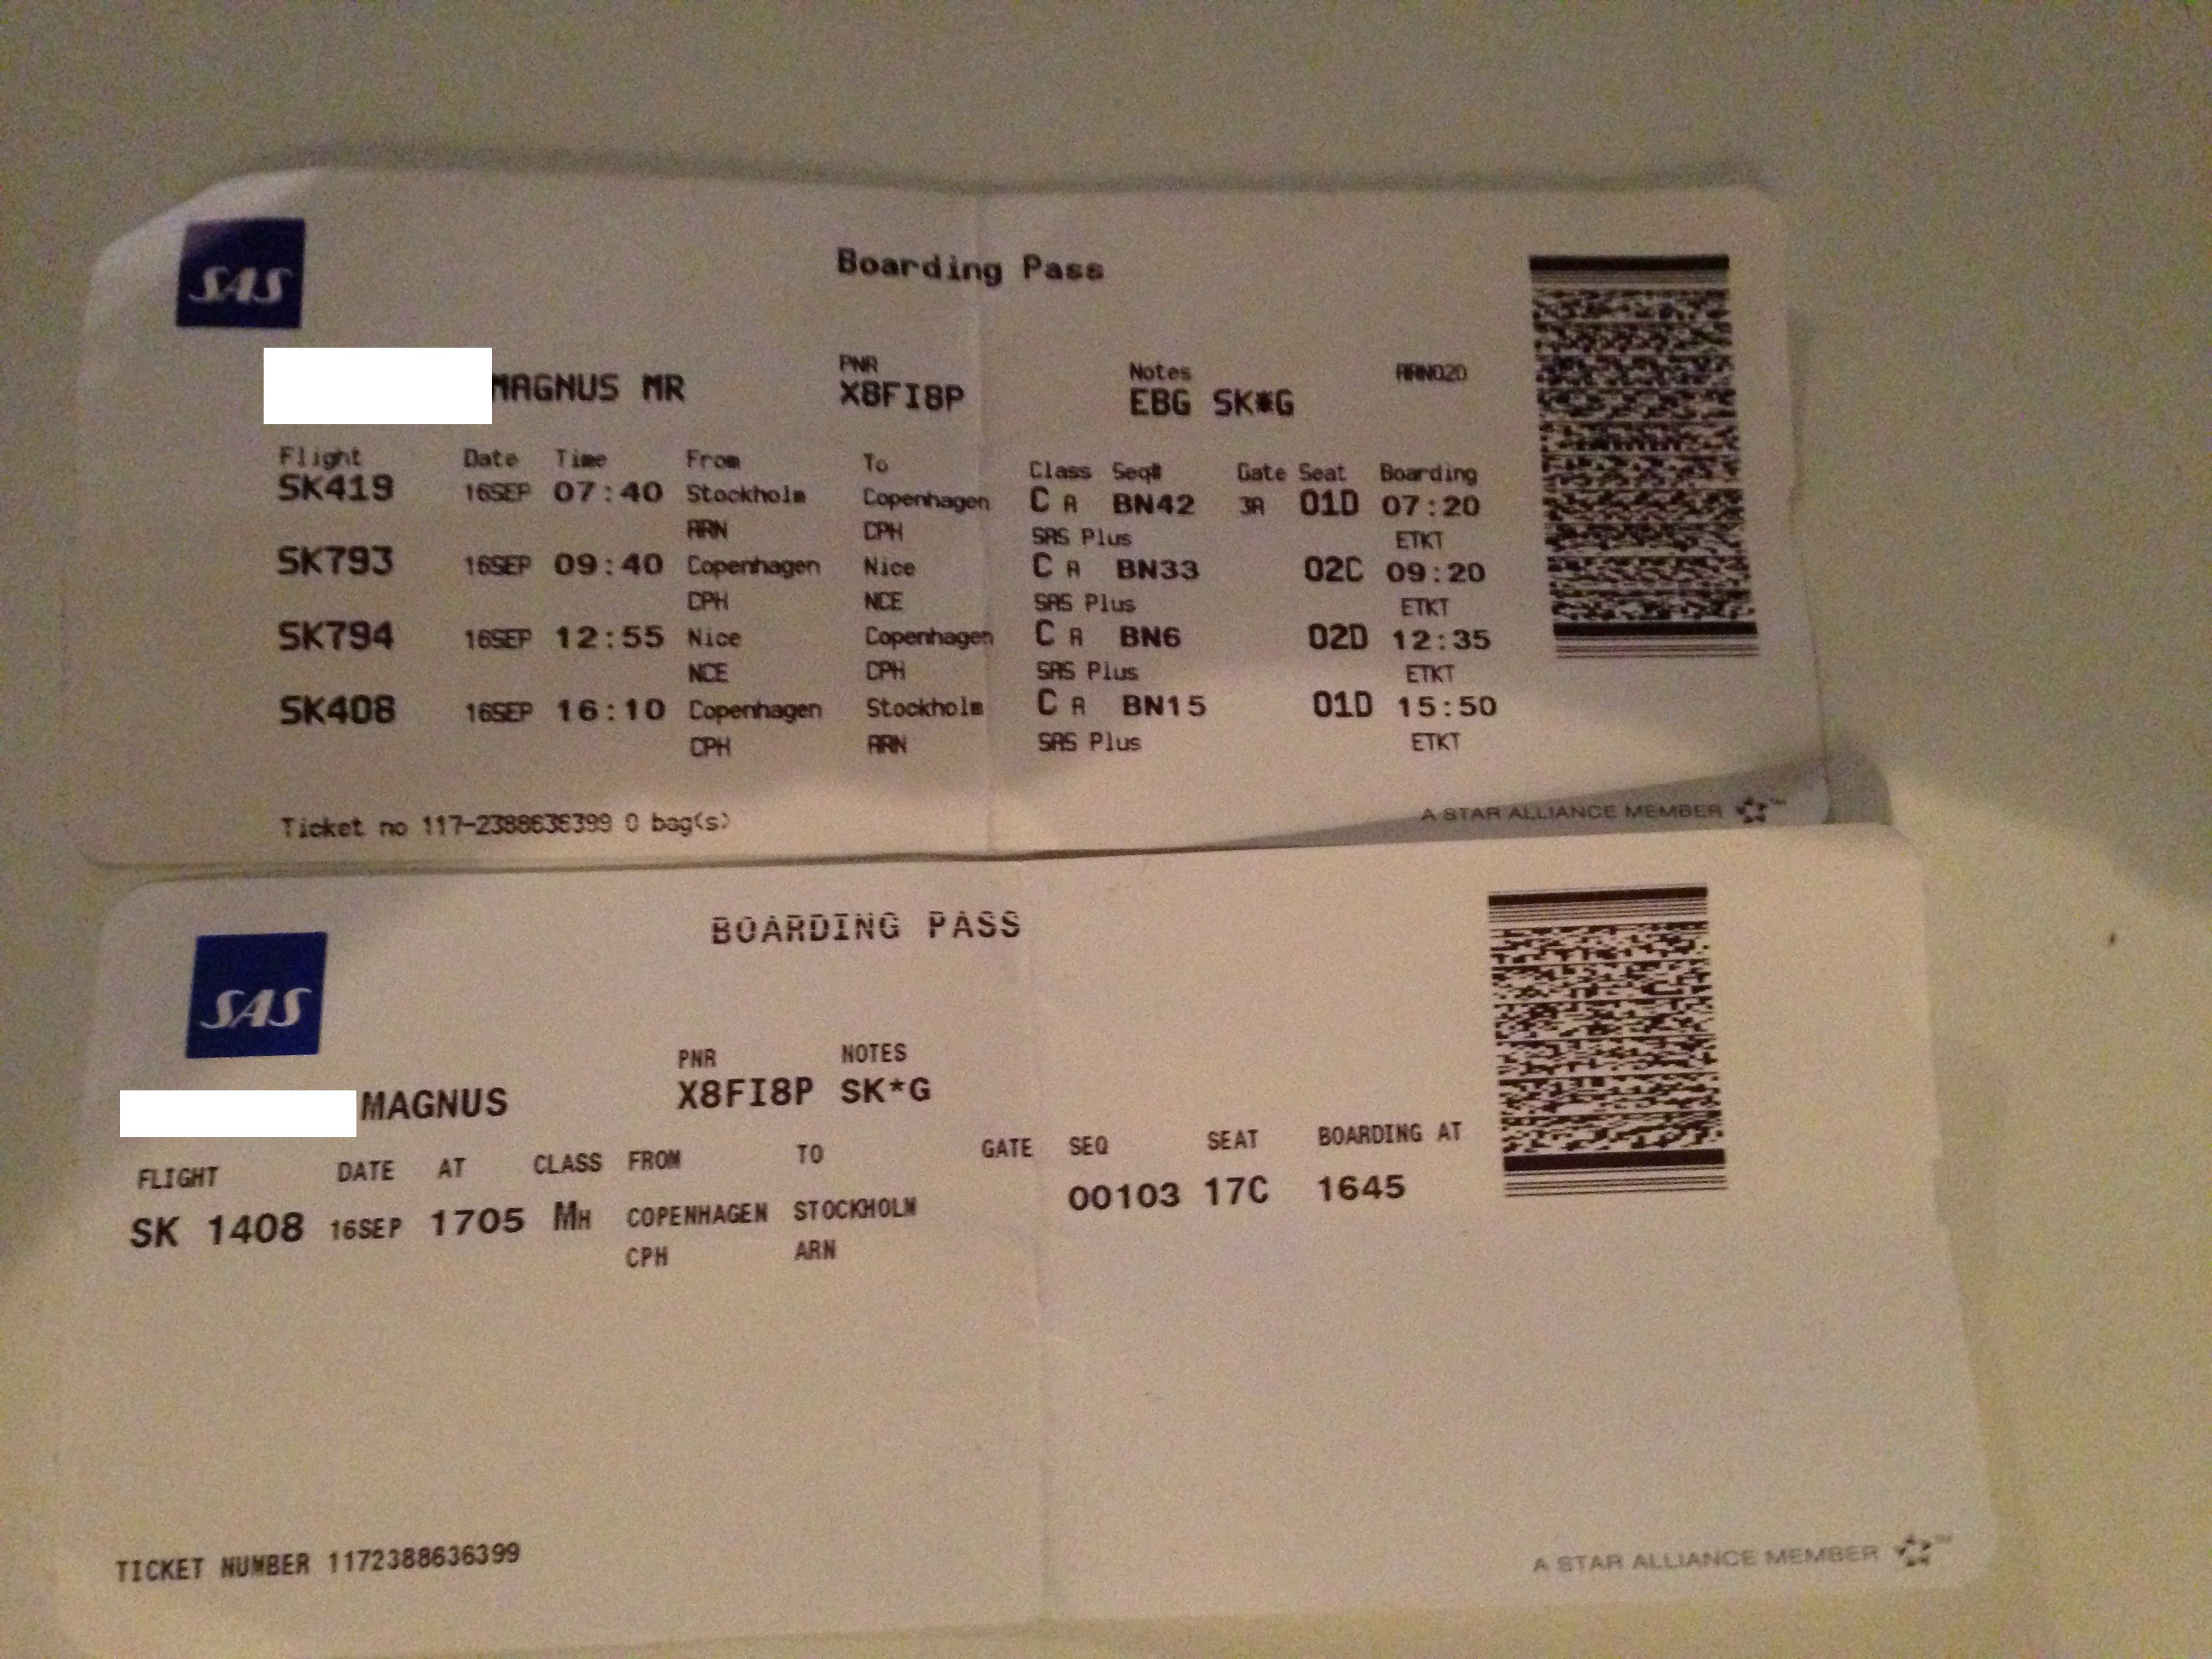 SAS
Boarding Pass
MAGNUS MR
PNR
X8FI8P
Notes
EBG SK*G
ARN020
Flight Date Time From To Class Seq# Gate Seat Boarding
SK419 16SEP 07:40 Stockholm Copenhagen C A BN42 3A 01D 07:20
ARN CPH SAS Plus ETKT
SK793 16SEP 09:40 Copenhagen Nice C A BN33 02C 09:20
CPH NCE SAS Plus ETKT
SK794 16SEP 12:55 Nice Copenhagen C A BN6 02D 12:35
NCE CPH SAS Plus ETKT
SK408 16SEP 16:10 Copenhagen Stockholm C A BN15 01D 15:50
CPH ARN SAS Plus ETKT
Ticket no 117-2388636399 0 bag(s)
A STAR ALLIANCE MEMBER ™
SAS
BOARDING PASS
MAGNUS
PNR NOTES
X8FI8P SK*G
FLIGHT DATE AT CLASS FROM TO GATE SEQ SEAT BOARDING AT
SK 1408 16SEP 1705 MH COPENHAGEN STOCKHOLM 00103 17C 1645
CPH ARN
TICKET NUMBER 1172388636399
A STAR ALLIANCE MEMBER ™